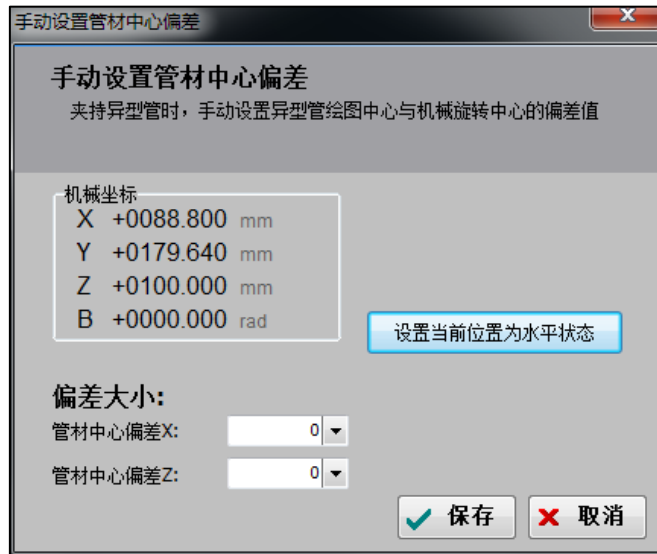 手动设置管材中心偏差
手动设置管材中心偏差
夹持异型管时，手动设置异型管绘图中心与机械旋转中心的偏差值
机械坐标
X +0088.800 mm
Y +0179.640 mm
Z +0100.000 mm
B +0000.000 rad
设置当前位置为水平状态
偏差大小:
管材中心偏差X: 0
管材中心偏差Z: 0
保存 取消